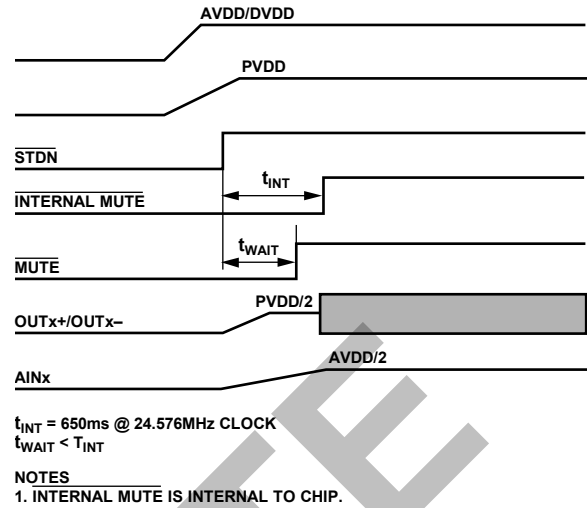 AVDD/DVDD
PVDD
STDN
tINT
INTERNAL MUTE
tWAIT
MUTE
PVDD/2
OUTx+/OUTx–
AVDD/2
AINx
tINT = 650ms @ 24.576MHz CLOCK
tWAIT < TINT
NOTES
1. INTERNAL MUTE IS INTERNAL TO CHIP.